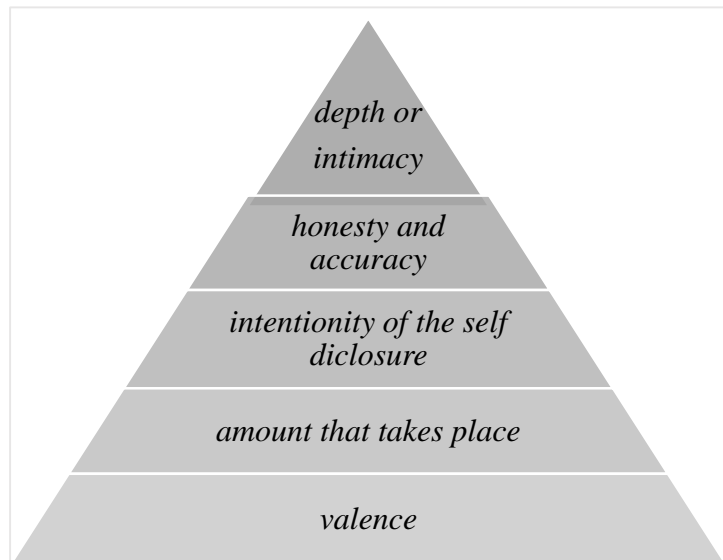 depth or
intimacy
honesty and
accuracy
intentionity of the self
diclosure
amount that takes place
valence